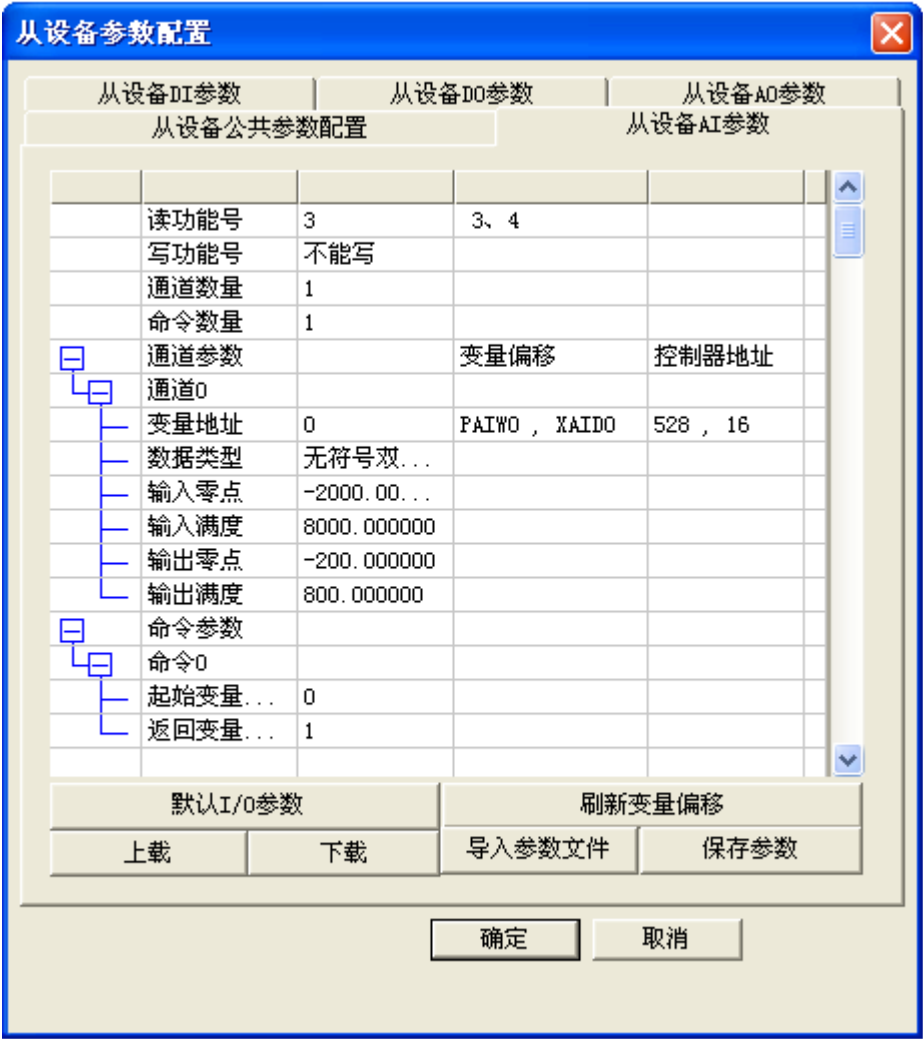 从设备参数配置
从设备DI参数 从设备DO参数 从设备AO参数
从设备公共参数配置 从设备AI参数
读功能号 3 3、4
写功能号 不能写
通道数量 1
命令数量 1
通道参数 变量偏移 控制器地址
通道0
变量地址 0 PAIW0 , XAID0 528 , 16
数据类型 无符号双...
输入零点 -2000.00...
输入满度 8000.000000
输出零点 -200.000000
输出满度 800.000000
命令参数
命令0
起始变量... 0
返回变量... 1
默认I/O参数 刷新变量偏移
上载 下载 导入参数文件 保存参数
确定 取消